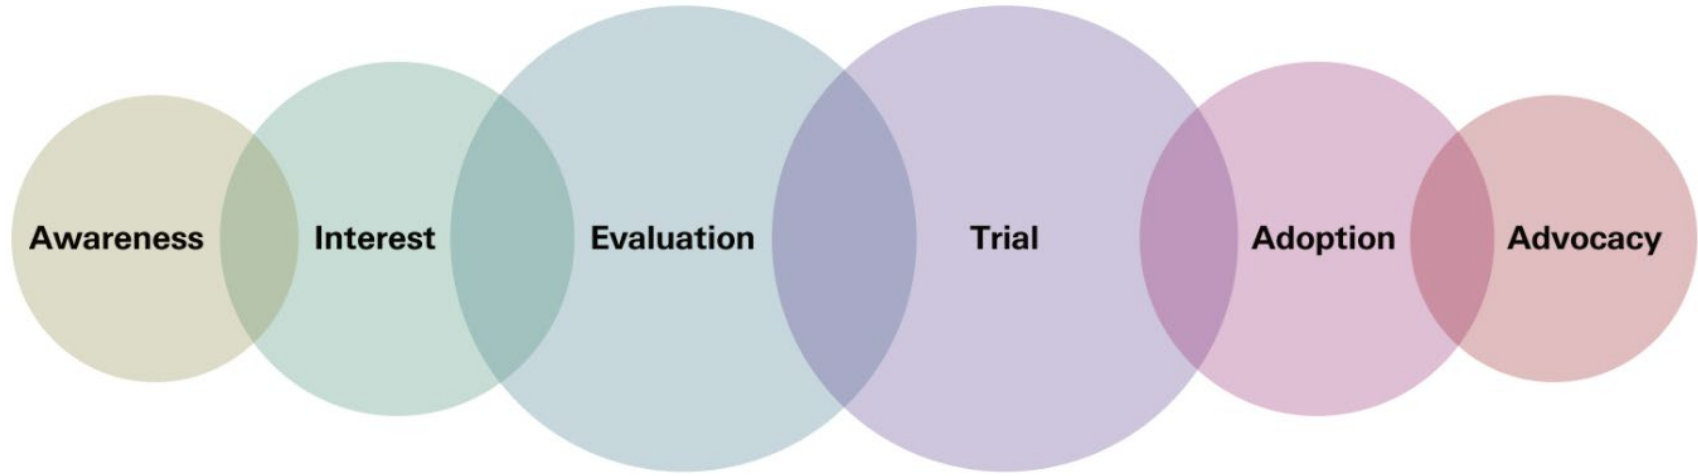 Awareness
Interest
Evaluation
Trial
Adoption
Advocacy